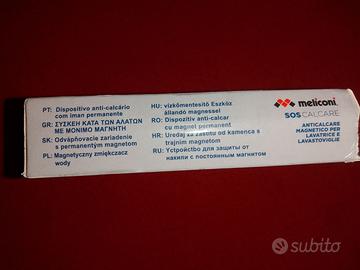 PT: Dispositivo anti-calcário
com iman permanente
GR: ΣΥΣΚΕΗ ΚΑΤΑ ΤΩΝ ΑΛΑΤΩΝ
ΜΕ ΜΟΝΙΜΟ ΜΑΓΝΗΤΗ
SK: Odvápňovacie zariadenie
s permanentým magnetom
PL: Magnetyczny zmiękczacz
wody
HU: vízkőmentesítő Eszköz
állandó magnessel
RO: Dispozitiv anti-calcar
cu magnet permanent
HR: Uređaj za zaštitu od kamenca s
trajnim magnetom
RU: Устройство для защиты от
накипи с постоянным магнитом
meliconi
SOS CALCARE
ANTICALCARE
MAGNETICO PER
LAVATRICE E
LAVASTOVIGLIE
subito